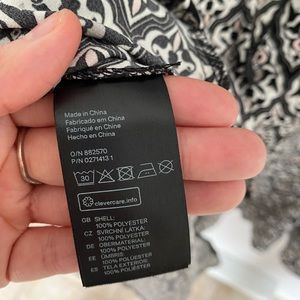 Made in China
Fabricado em China
Fabriqué en Chine
Hecho en China
O/N 882570
P/N 0271413 1
30
clevercare.info
GB SHELL:
100% POLYESTER
CZ SVRCHNÍ LÁTKA:
100% POLYESTER
DE OBERMATERIAL:
100% POLYESTER
EE ÜMBRIS:
100% POLÜESTER
ES TELA EXTERIOR:
100% POLIÉSTER